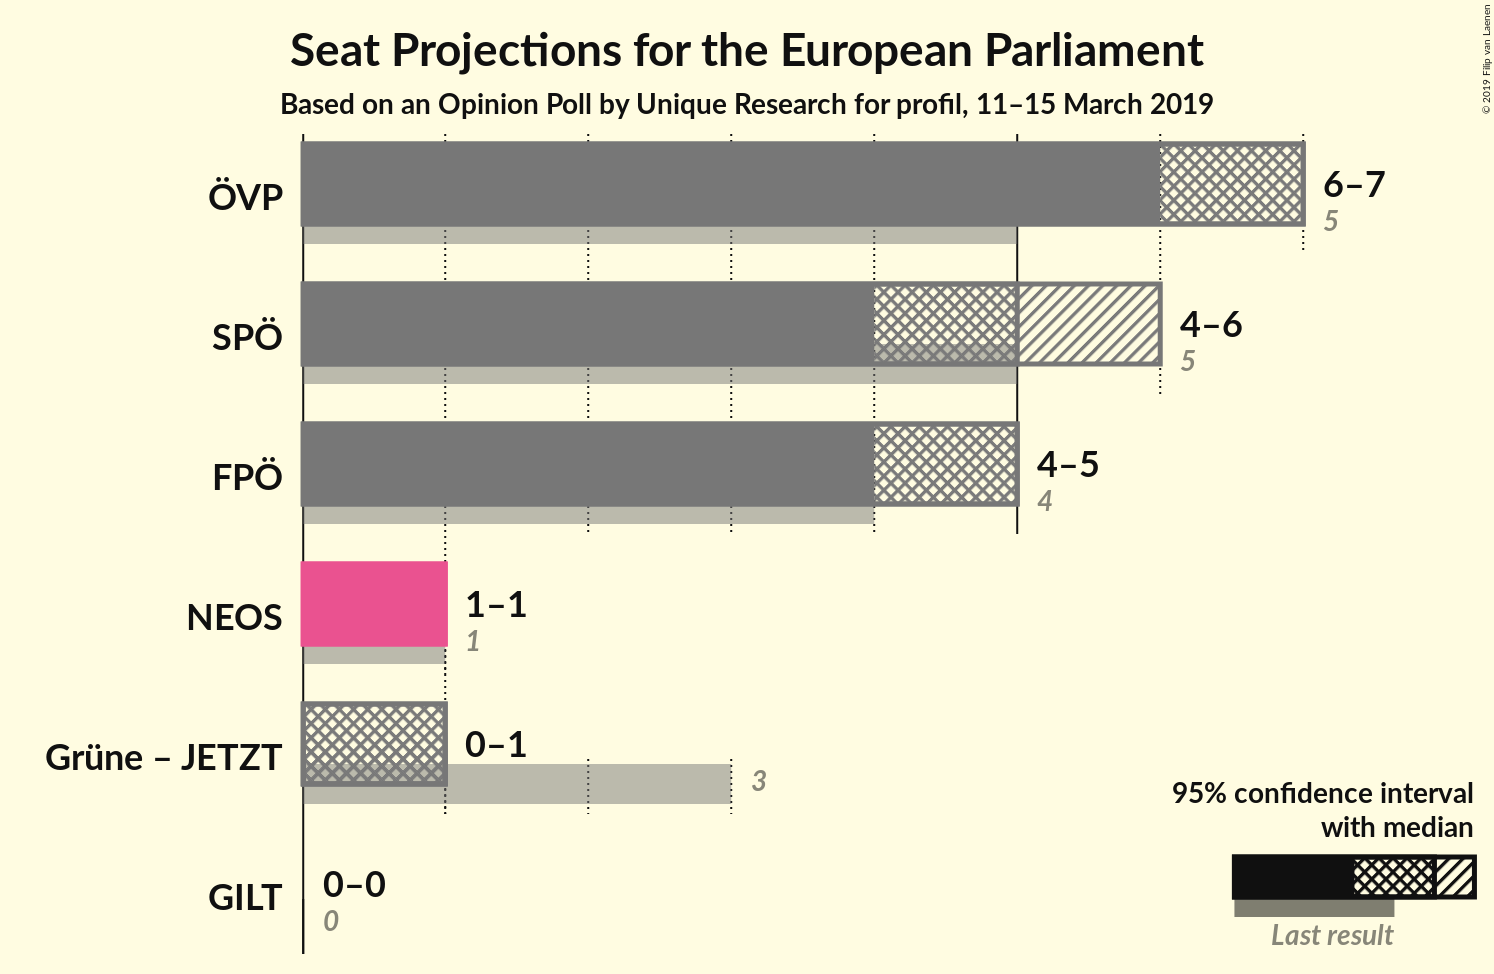 Seat Projections for the European Parliament
Based on an Opinion Poll by Unique Research for profil, 11–15 March 2019
© 2019 Filip van Laenen
ÖVP
6–7
5
SPÖ
4–6
5
FPÖ
4–5
4
NEOS
1–1
1
Grüne – JETZT
0–1
3
GILT
0–0
0
95% confidence interval
with median
Last result